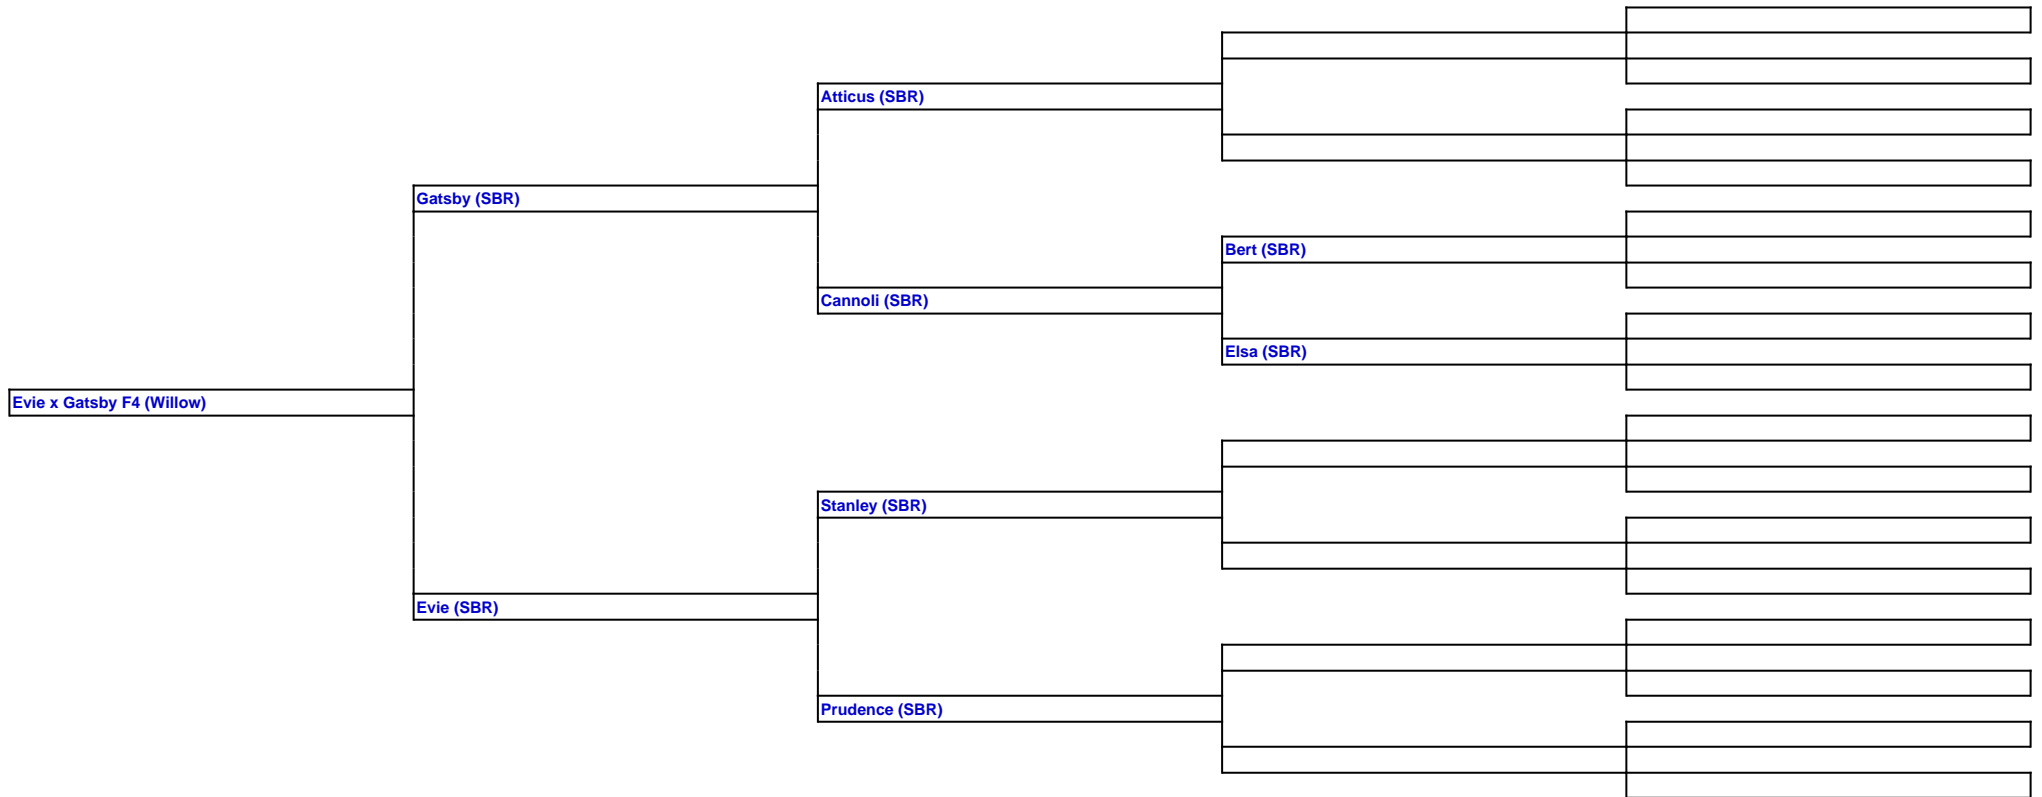 Atticus (SBR)
Gatsby (SBR)
Bert (SBR)
Cannoli (SBR)
Elsa (SBR)
Evie x Gatsby F4 (Willow)
Stanley (SBR)
Evie (SBR)
Prudence (SBR)